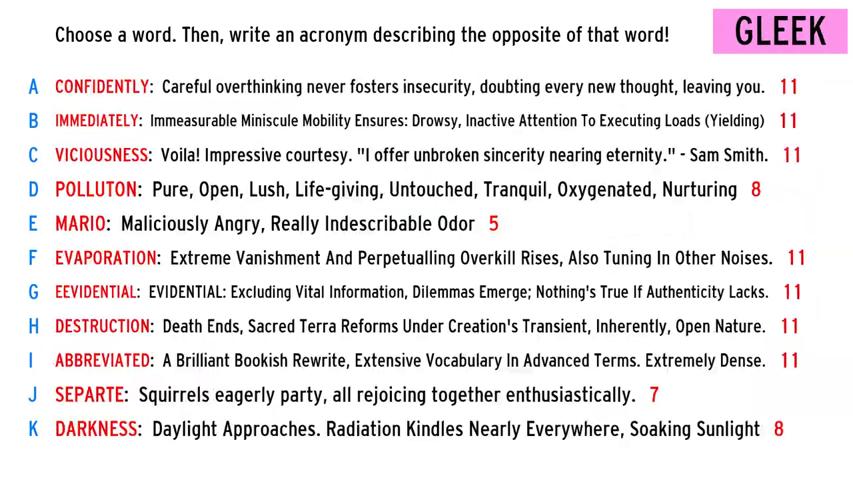 Choose a word. Then, write an acronym describing the opposite of that word!
GLEEK
A CONFIDENTLY: Careful overthinking never fosters insecurity, doubting every new thought, leaving you. 11
B IMMEDIATELY: Immeasurable Miniscule Mobility Ensures: Drowsy, Inactive Attention To Executing Loads (Yielding) 11
C VICIOUSNESS: Voila! Impressive courtesy. "I offer unbroken sincerity nearing eternity." - Sam Smith. 11
D POLLUTON: Pure, Open, Lush, Life-giving, Untouched, Tranquil, Oxygenated, Nurturing 8
E MARIO: Maliciously Angry, Really Indescribable Odor 5
F EVAPORATION: Extreme Vanishment And Perpetualling Overkill Rises, Also Tuning In Other Noises. 11
G EEVIDENTIAL: EVIDENTIAL: Excluding Vital Information, Dilemmas Emerge; Nothing's True If Authenticity Lacks. 11
H DESTRUCTION: Death Ends, Sacred Terra Reforms Under Creation's Transient, Inherently, Open Nature. 11
I ABBREVIATED: A Brilliant Bookish Rewrite, Extensive Vocabulary In Advanced Terms. Extremely Dense. 11
J SEPARTE: Squirrels eagerly party, all rejoicing together enthusiastically. 7
K DARKNESS: Daylight Approaches. Radiation Kindles Nearly Everywhere, Soaking Sunlight 8